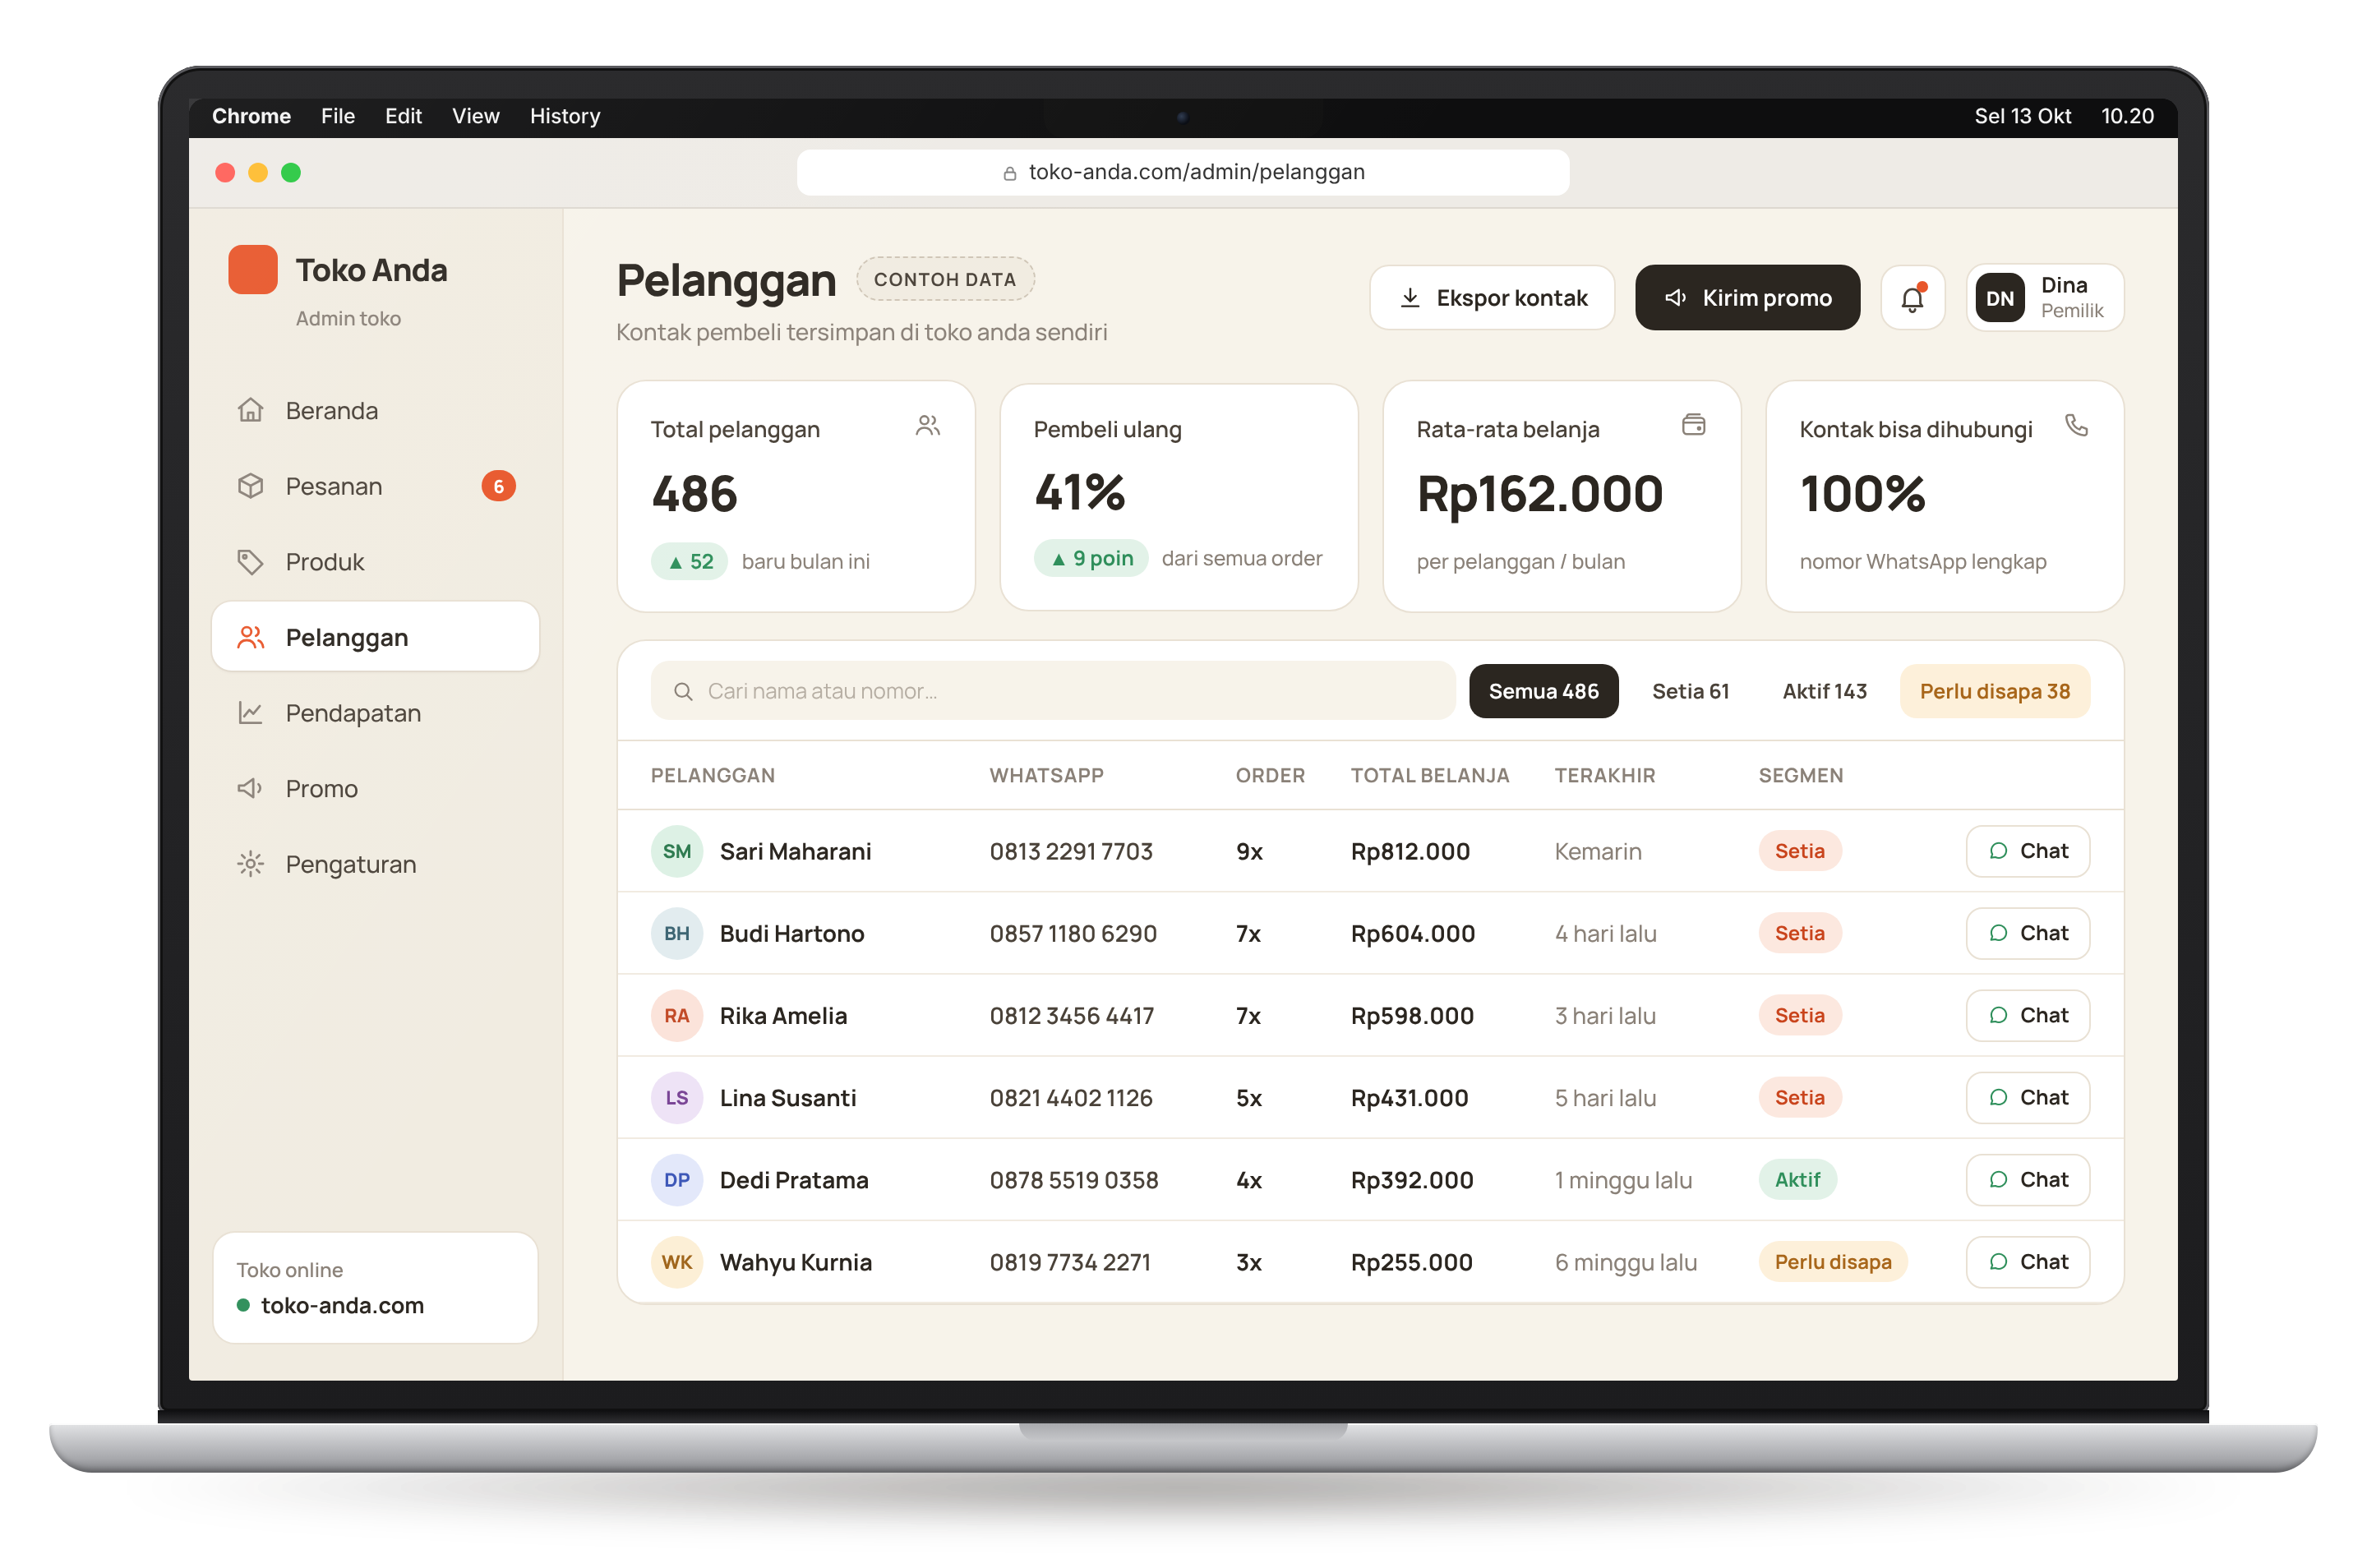 Chrome File Edit View History Sel 13 Okt 10.20
toko-anda.com/admin/pelanggan
Toko Anda
Admin toko
Beranda
Pesanan 6
Produk
Pelanggan
Pendapatan
Promo
Pengaturan
Toko online
toko-anda.com
Pelanggan CONTOH DATA
Kontak pembeli tersimpan di toko anda sendiri
Ekspor kontak
Kirim promo
DN
Dina
Pemilik
Total pelanggan
486
▲ 52 baru bulan ini
Pembeli ulang
41%
▲ 9 poin dari semua order
Rata-rata belanja
Rp162.000
per pelanggan / bulan
Kontak bisa dihubungi
100%
nomor WhatsApp lengkap
Cari nama atau nomor... Semua 486 Setia 61 Aktif 143 Perlu disapa 38
PELANGGAN WHATSAPP ORDER TOTAL BELANJA TERAKHIR SEGMEN
SM Sari Maharani 0813 2291 7703 9x Rp812.000 Kemarin Setia Chat
BH Budi Hartono 0857 1180 6290 7x Rp604.000 4 hari lalu Setia Chat
RA Rika Amelia 0812 3456 4417 7x Rp598.000 3 hari lalu Setia Chat
LS Lina Susanti 0821 4402 1126 5x Rp431.000 5 hari lalu Setia Chat
DP Dedi Pratama 0878 5519 0358 4x Rp392.000 1 minggu lalu Aktif Chat
WK Wahyu Kurnia 0819 7734 2271 3x Rp255.000 6 minggu lalu Perlu disapa Chat